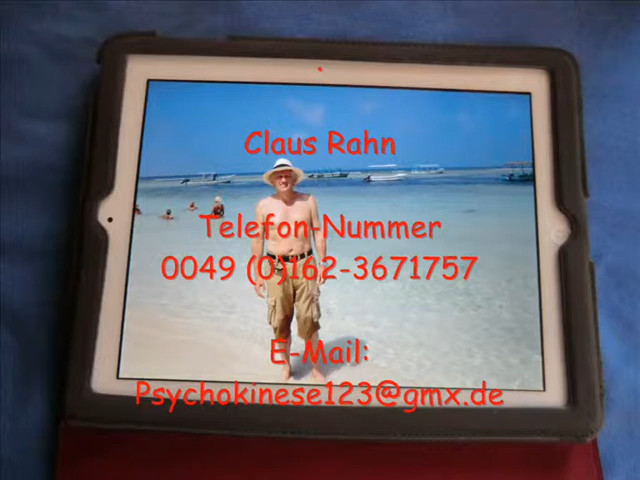 Claus Rahn
Telefon-Nummer
0049 (0)162-3671757
E-Mail:
Psychokinese123@gmx.de